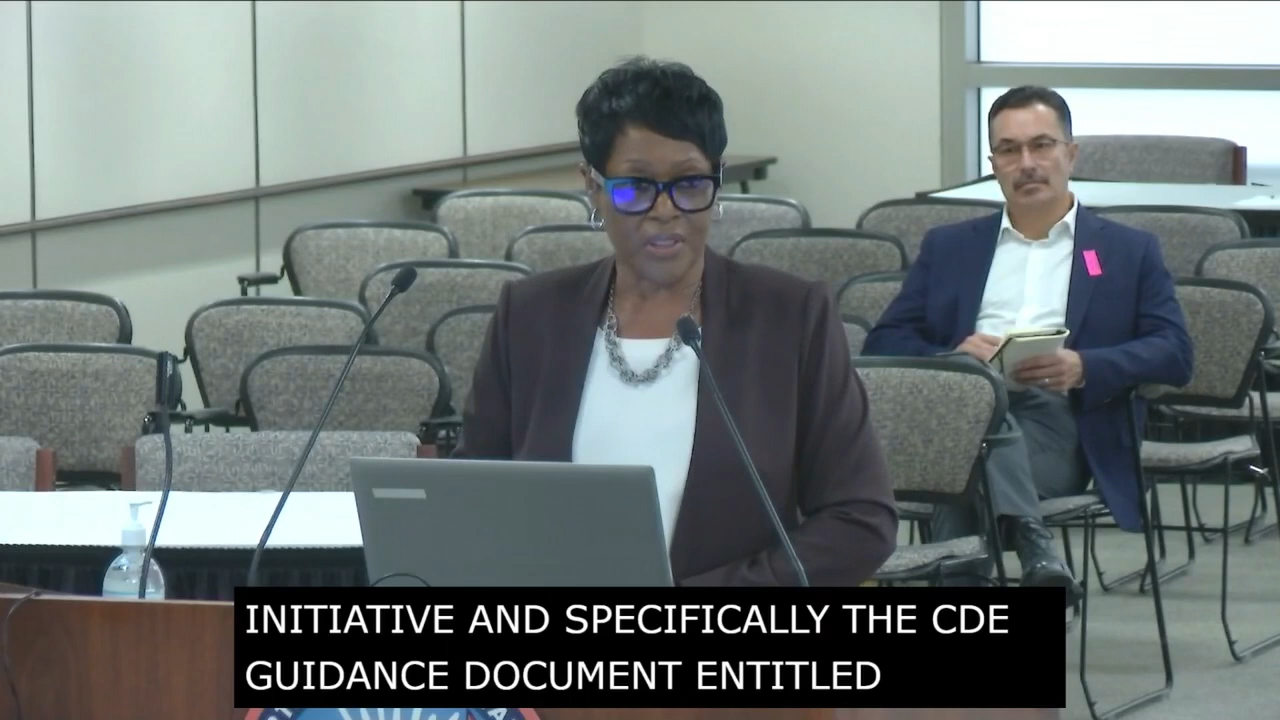 INITIATIVE AND SPECIFICALLY THE CDE
GUIDANCE DOCUMENT ENTITLED